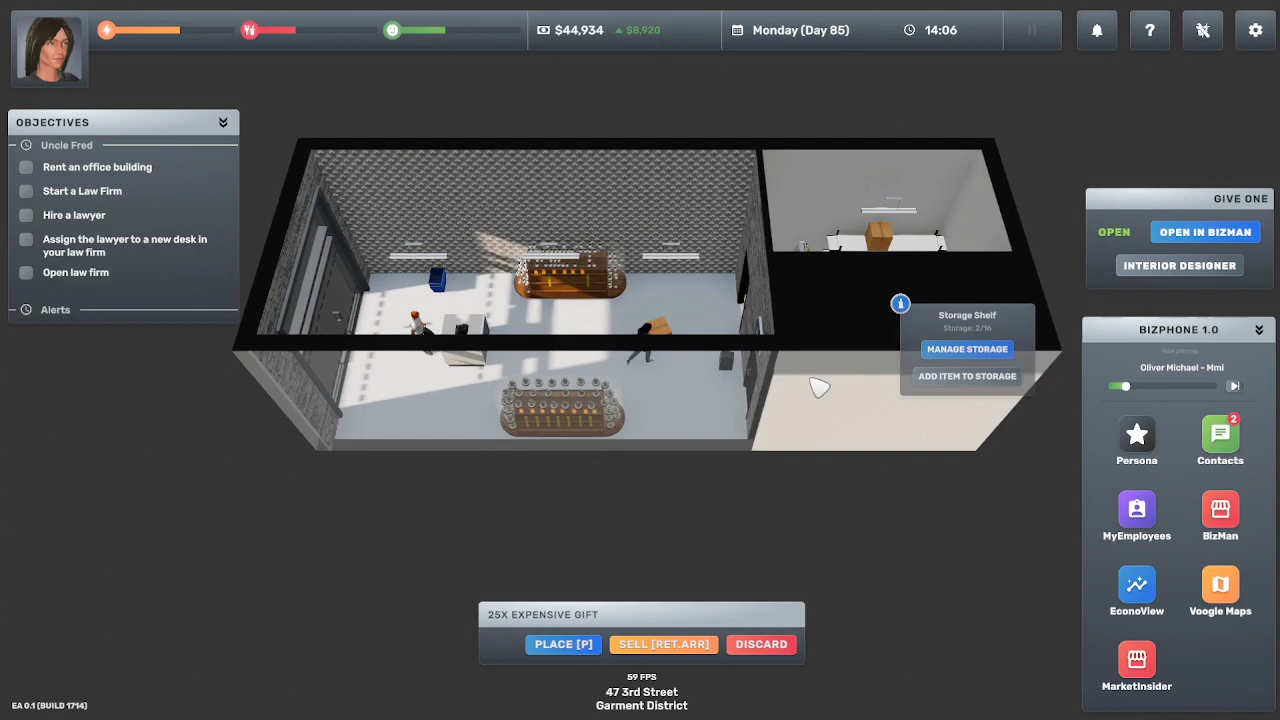 $44,934
$8,920
Monday (Day 85)
14:06
?
OBJECTIVES
Uncle Fred
Rent an office building
Start a Law Firm
Hire a lawyer
Assign the lawyer to a new desk in
your law firm
Open law firm
Alerts
GIVE ONE
OPEN
OPEN IN BIZMAN
INTERIOR DESIGNER
i
Storage Shelf
Storage: 2/16
MANAGE STORAGE
ADD ITEM TO STORAGE
BIZPHONE 1.0
Now playing...
Oliver Michael - Mmi
Persona
2
Contacts
MyEmployees
BizMan
EconoView
Voogle Maps
MarketInsider
25X EXPENSIVE GIFT
PLACE [P]
SELL [RET.ARR]
DISCARD
59 FPS
47 3rd Street
Garment District
EA 0.1 (BUILD 1714)